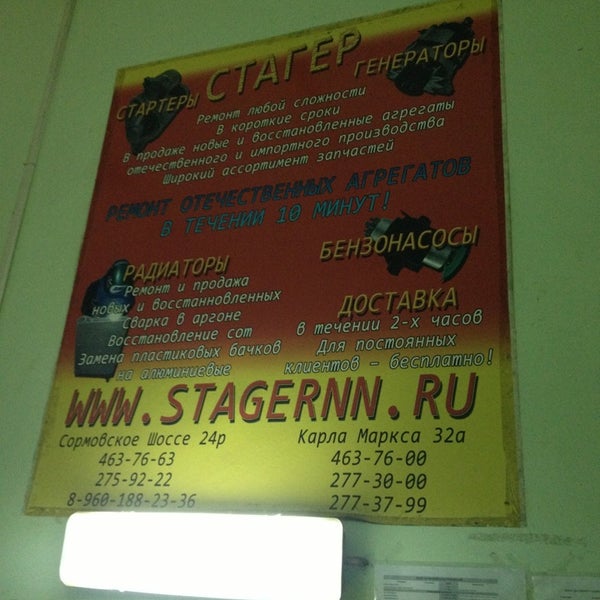 СТАГЁР
СТАРТЕРЫ
ГЕНЕРАТОРЫ
Ремонт любой сложности
В короткие сроки
В продаже новые и восстановленные агрегаты
отечественного и импортного производства
Широкий ассортимент запчастей
РЕМОНТ ОТЕЧЕСТВЕННЫХ АГРЕГАТОВ
В ТЕЧЕНИИ 10 МИНУТ!
РАДИАТОРЫ
Ремонт и продажа
новых и восстанновленных
Сварка в аргоне
Восстановление сот
Замена пластиковых бачков
на алюминиевые
БЕНЗОНАСОСЫ
ДОСТАВКА
в течении 2-х часов
Для постоянных
клиентов - бесплатно!
WWW.STAGERNN.RU
Сормовское Шоссе 24р
463-76-63
275-92-22
8-960-188-23-36
Карла Маркса 32а
463-76-00
277-30-00
277-37-99